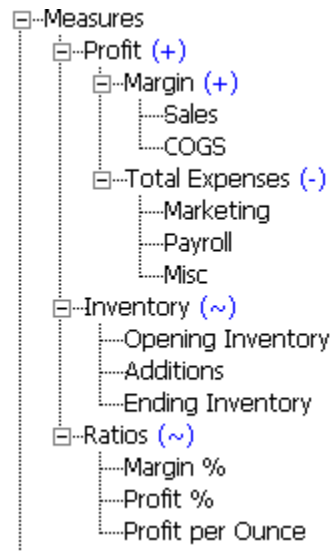 Measures
Profit (+)
Margin (+)
Sales
COGS
Total Expenses (-)
Marketing
Payroll
Misc
Inventory (~)
Opening Inventory
Additions
Ending Inventory
Ratios (~)
Margin %
Profit %
Profit per Ounce